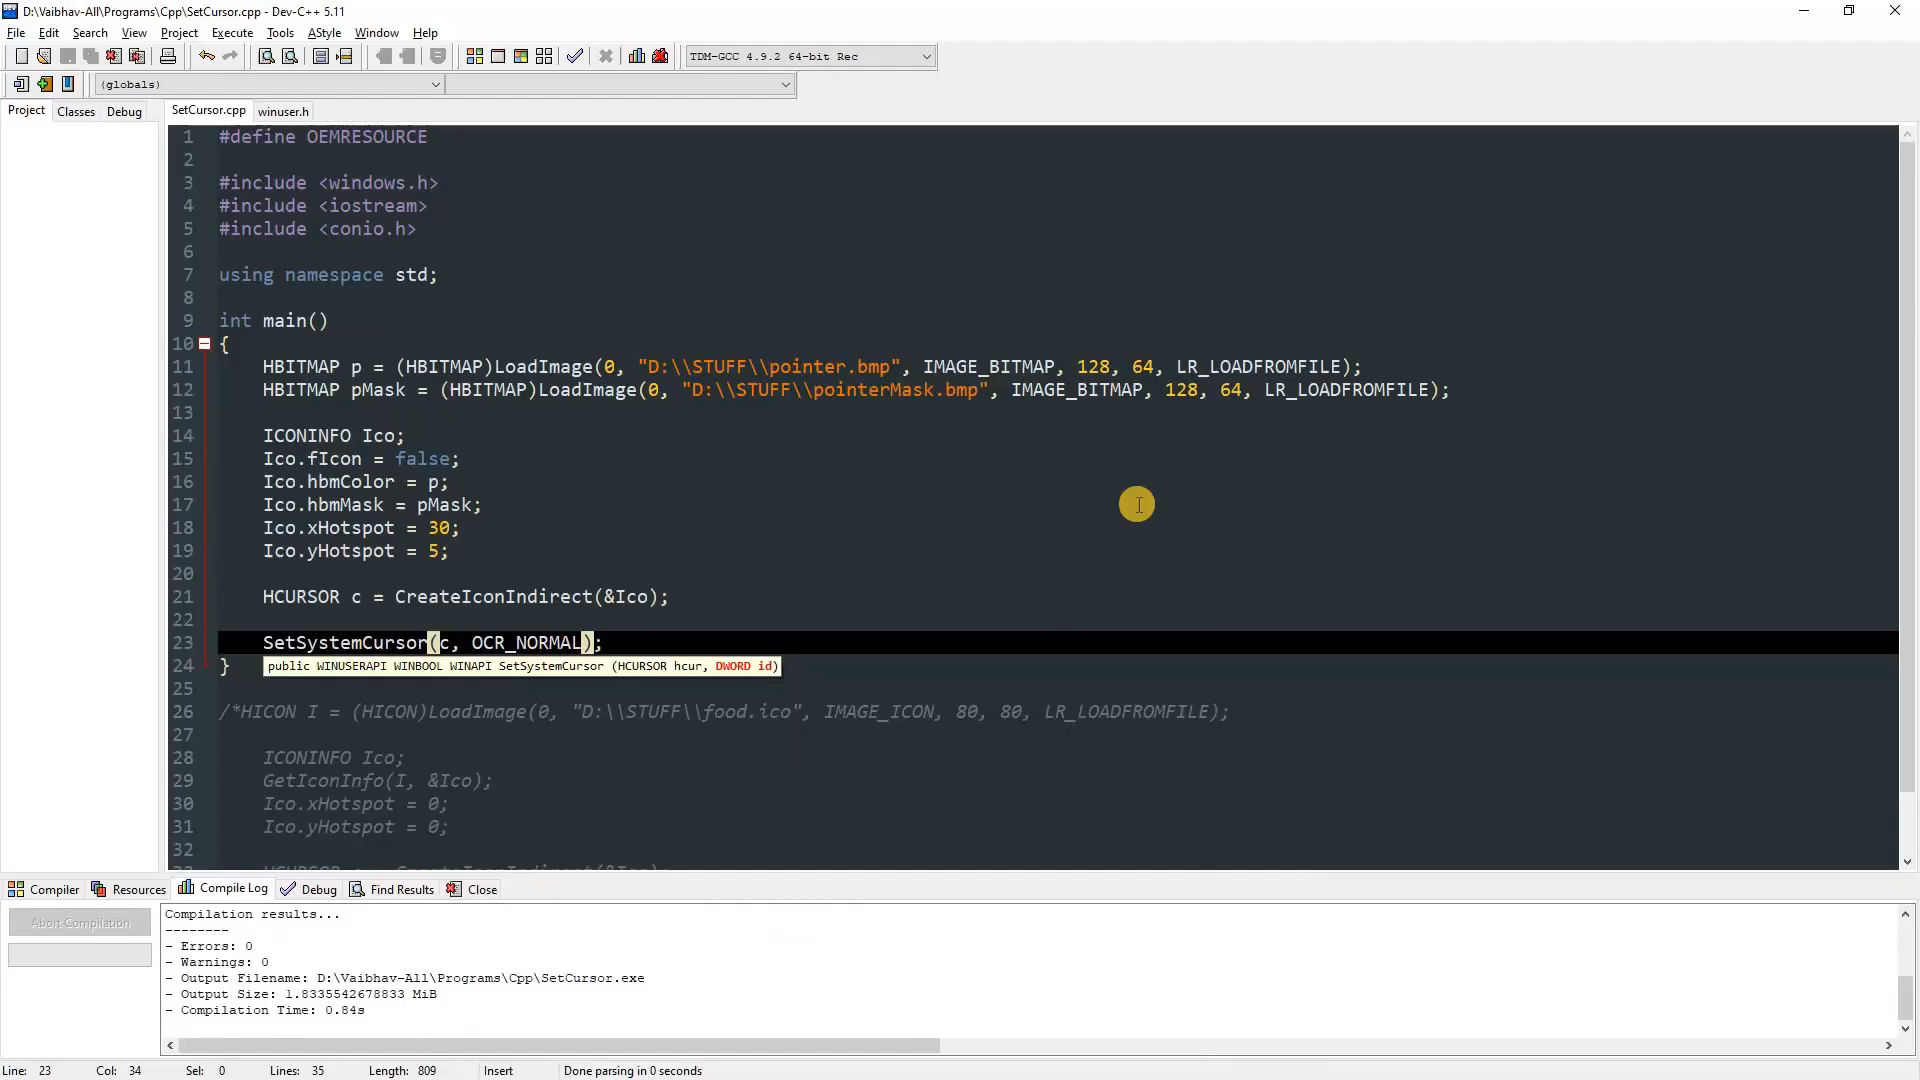 D:\Vaibhav-All\Programs\Cpp\SetCursor.cpp - Dev-C++ 5.11
File Edit Search View Project Execute Tools AStyle Window Help
TDM-GCC 4.9.2 64-bit Rec
(globals)
Project Classes Debug SetCursor.cpp winuser.h
1 #define OEMRESOURCE
2
3 #include <windows.h>
4 #include <iostream>
5 #include <conio.h>
6
7 using namespace std;
8
9 int main()
10 {
11 HBITMAP p = (HBITMAP)LoadImage(0, "D:\\STUFF\\pointer.bmp", IMAGE_BITMAP, 128, 64, LR_LOADFROMFILE);
12 HBITMAP pMask = (HBITMAP)LoadImage(0, "D:\\STUFF\\pointerMask.bmp", IMAGE_BITMAP, 128, 64, LR_LOADFROMFILE);
13
14 ICONINFO Ico;
15 Ico.fIcon = false;
16 Ico.hbmColor = p;
17 Ico.hbmMask = pMask;
18 Ico.xHotspot = 30;
19 Ico.yHotspot = 5;
20
21 HCURSOR c = CreateIconIndirect(&Ico);
22
23 SetSystemCursor(c, OCR_NORMAL);
24 }
public WINUSERAPI WINBOOL WINAPI SetSystemCursor (HCURSOR hcur, DWORD id)
25
26 /*HICON I = (HICON)LoadImage(0, "D:\\STUFF\\food.ico", IMAGE_ICON, 80, 80, LR_LOADFROMFILE);
27
28 ICONINFO Ico;
29 GetIconInfo(I, &Ico);
30 Ico.xHotspot = 0;
31 Ico.yHotspot = 0;
32
Compiler Resources Compile Log Debug Find Results Close
Abort Compilation
Compilation results...
--------
- Errors: 0
- Warnings: 0
- Output Filename: D:\Vaibhav-All\Programs\Cpp\SetCursor.exe
- Output Size: 1.8335542678833 MiB
- Compilation Time: 0.84s
Line: 23 Col: 34 Sel: 0 Lines: 35 Length: 809 Insert Done parsing in 0 seconds